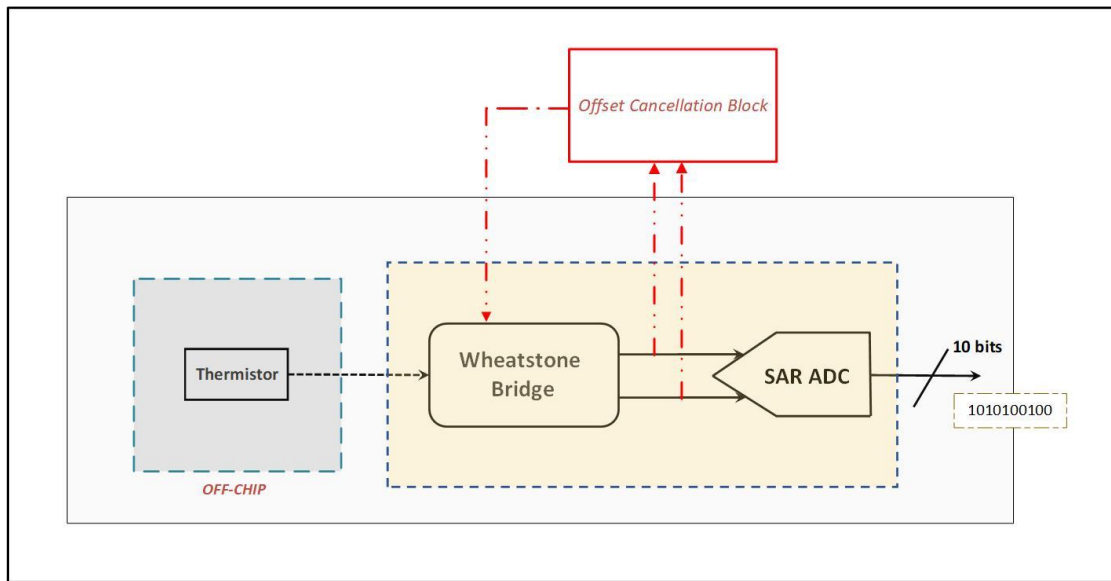 Offset Cancellation Block
Thermistor
OFF-CHIP
Wheatstone
Bridge
SAR ADC
10 bits
1010100100